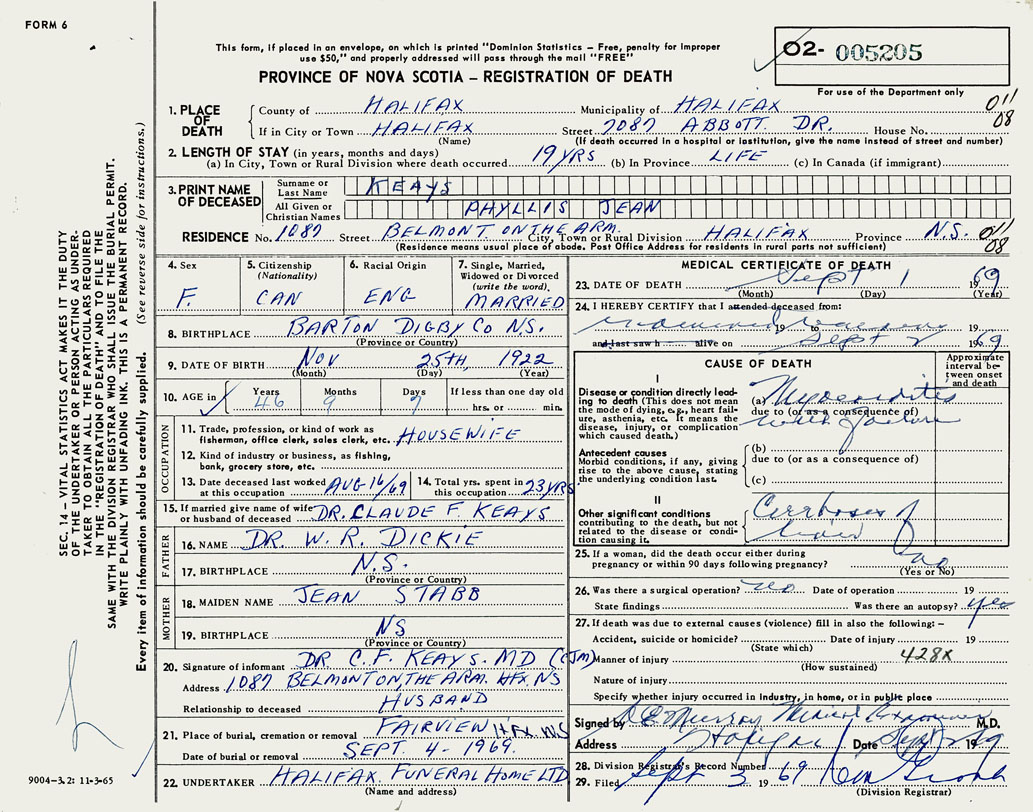 FORM 6
This form, if placed in an envelope, on which is printed "Dominion Statistics – Free, penalty for improper
use $50," and properly addressed will pass through the mail "FREE"
PROVINCE OF NOVA SCOTIA – REGISTRATION OF DEATH
02- 005205
For use of the Department only
011
08
1. PLACE OF DEATH
County of HALIFAX Municipality of HALIFAX
If in City or Town HALIFAX Street 7087 ABBOTT. DR. House No.
(Name) (If death occurred in a hospital or institution, give the name instead of street and number)
2. LENGTH OF STAY (in years, months and days)
(a) In City, Town or Rural Division where death occurred 19 YRS (b) In Province LIFE (c) In Canada (if immigrant)
3. PRINT NAME OF DECEASED
Surname or Last Name KEAYS
All Given or Christian Names PHYLLIS JEAN
RESIDENCE No. 1087 Street BELMONT ON THE ARM. City, Town or Rural Division HALIFAX Province N.S. 011
08
(Residence means usual place of abode. Post Office Address for residents in rural parts not sufficient)
4. Sex
F.
5. Citizenship
(Nationality)
CAN
6. Racial Origin
ENG
7. Single, Married,
Widowed or Divorced
(write the word)
MARRIED
8. BIRTHPLACE BARTON DIGBY CO N.S.
(Province or Country)
9. DATE OF BIRTH NOV 25TH, 1922
(Month) (Day) (Year)
10. AGE in
Years Months Days If less than one day old
46 9 7 hrs. or min.
OCCUPATION
11. Trade, profession, or kind of work as
fisherman, office clerk, sales clerk, etc. HOUSEWIFE
12. Kind of industry or business, as fishing,
bank, grocery store, etc.
13. Date deceased last worked
at this occupation AUG 16/69
14. Total yrs. spent in
this occupation 23 YRS
15. If married give name of wife
or husband of deceased DR. CLAUDE F. KEAYS
FATHER
16. NAME DR. W. R. DICKIE
17. BIRTHPLACE N.S.
(Province or Country)
MOTHER
18. MAIDEN NAME JEAN STABB
19. BIRTHPLACE NS
(Province or Country)
20. Signature of informant DR C. F. KEAYS. MD (CJM)
Address 1087 BELMONT ON, THE ARM. HFX. NS
Relationship to deceased HUSBAND
21. Place of burial, cremation or removal FAIRVIEW HFX. N.S
Date of burial or removal SEPT. 4 - 1969.
22. UNDERTAKER HALIFAX FUNERAL HOME LTD
(Name and address)
MEDICAL CERTIFICATE OF DEATH
23. DATE OF DEATH Sept 1 1969
(Month) (Day) (Year)
24. I HEREBY CERTIFY that I attended deceased from:
19 to 19
and last saw h alive on Sept 2 1969
CAUSE OF DEATH
Approximate
interval between onset
and death
I
Disease or condition directly leading to death (This does not mean
the mode of dying, e.g., heart failure, asthenia, etc. It means the
disease, injury, or complication
which caused death.)
(a) Myocarditis
due to (or as a consequence of)
with failure
Antecedent causes
Morbid conditions, if any, giving
rise to the above cause, stating
the underlying condition last.
(b)
due to (or as a consequence of)
(c)
II
Other significant conditions
contributing to the death, but not
related to the disease or condition causing it.
Cirrhoses of
liver
25. If a woman, did the death occur either during
pregnancy or within 90 days following pregnancy? no
(Yes or No)
26. Was there a surgical operation? no Date of operation 19
State findings Was there an autopsy? yes
27. If death was due to external causes (violence) fill in also the following: –
Accident, suicide or homicide? Date of injury 19
(State which)
Manner of injury 428X
(How sustained)
Nature of injury
Specify whether injury occurred in Industry, in home, or in public place
Signed by Murray Medical Examiner M.D.
Address Halifax Date Sept 2 1969
28. Division Registrar's Record Number
29. Filed Sept 3 1969
(Division Registrar)
SEC. 14 – VITAL STATISTICS ACT MAKES IT THE DUTY
OF THE UNDERTAKER OR PERSON ACTING AS UNDER-
TAKER TO OBTAIN ALL THE PARTICULARS REQUIRED
IN THE "REGISTRATION OF DEATH" AND TO FILE THE
SAME WITH THE DIVISION REGISTRAR WHO SHALL ISSUE THE BURIAL PERMIT.
WRITE PLAINLY WITH UNFADING INK. THIS IS A PERMANENT RECORD.
Every item of information should be carefully supplied. (See reverse side for instructions.)
9004-3.2: 11-3-65